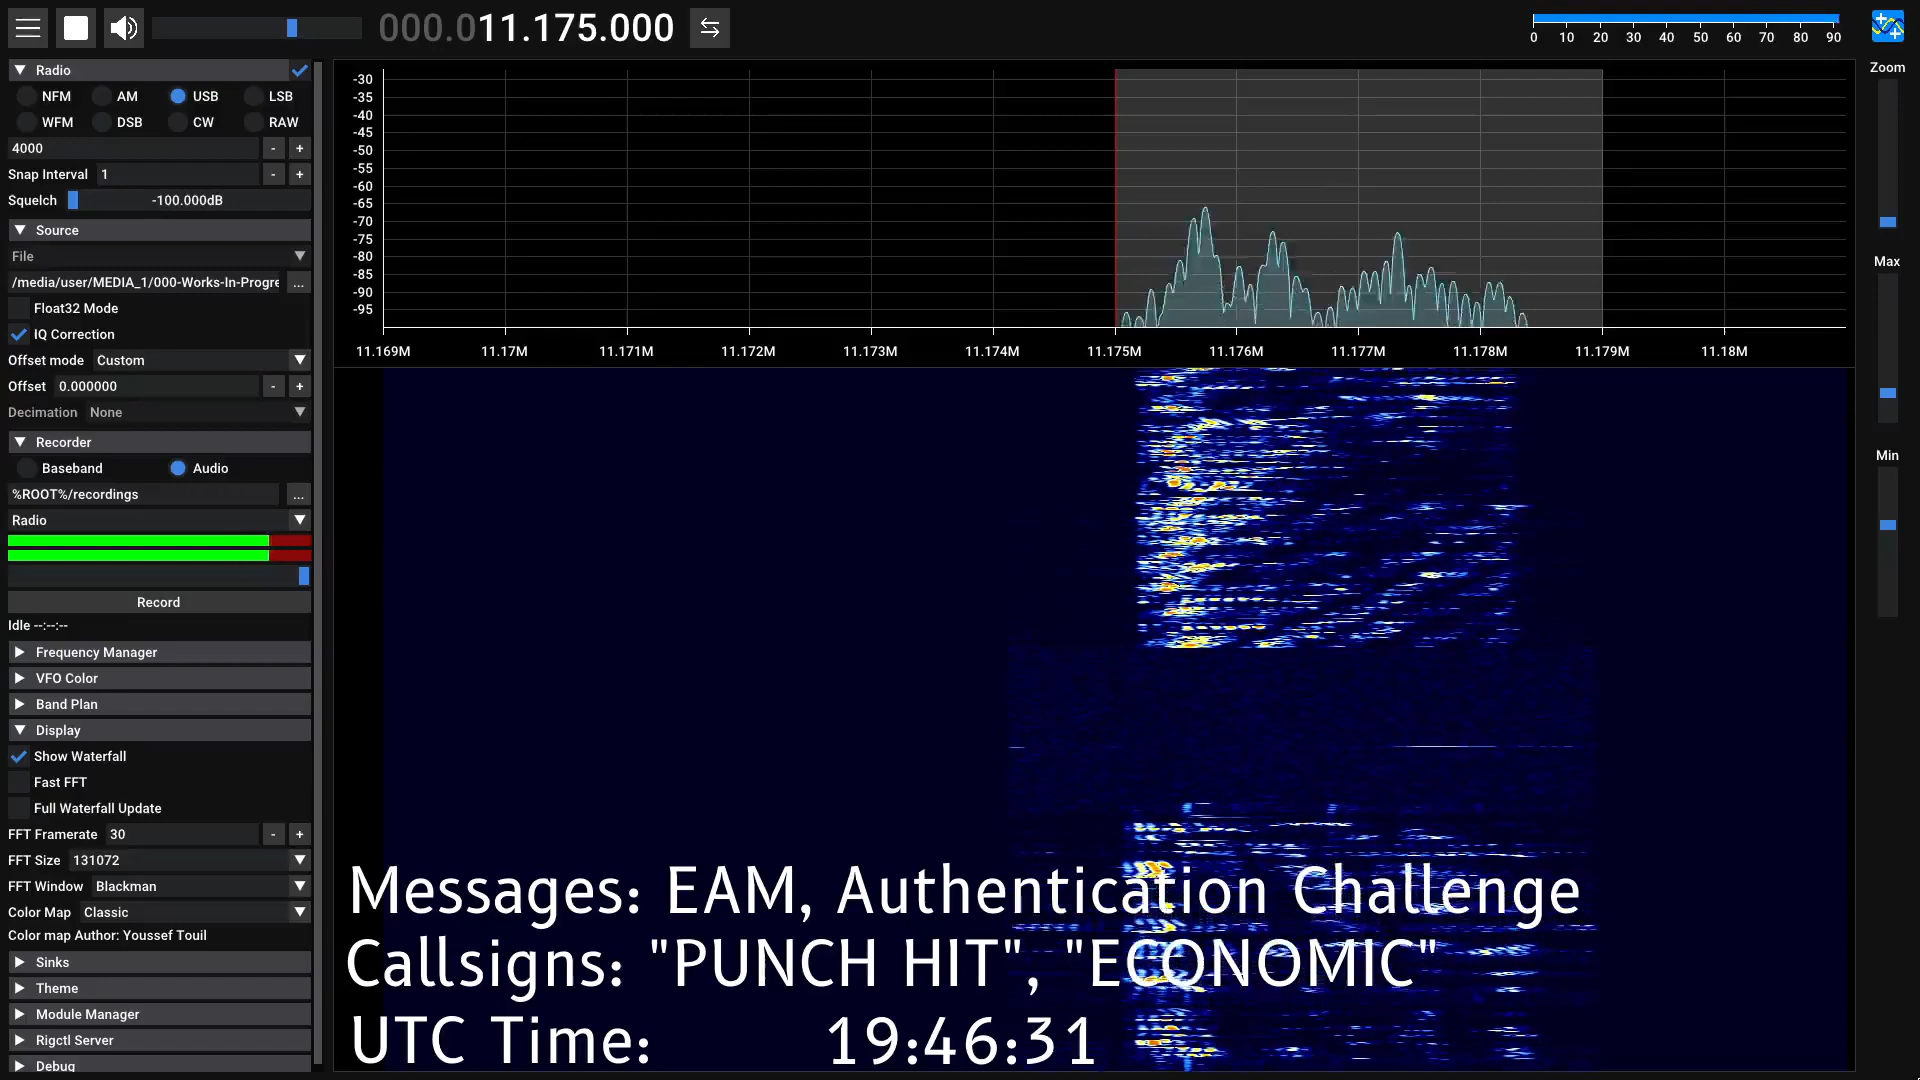 000.011.175.000
0 10 20 30 40 50 60 70 80 90
Radio
NFM AM USB LSB
WFM DSB CW RAW
4000 - +
Snap Interval 1 - +
Squelch -100.000dB
Source
File
/media/user/MEDIA_1/000-Works-In-Progre ...
Float32 Mode
IQ Correction
Offset mode Custom
Offset 0.000000 - +
Decimation None
Recorder
Baseband Audio
%ROOT%/recordings ...
Radio
Record
Idle --:--:--
Frequency Manager
VFO Color
Band Plan
Display
Show Waterfall
Fast FFT
Full Waterfall Update
FFT Framerate 30 - +
FFT Size 131072
FFT Window Blackman
Color Map Classic
Color map Author: Youssef Touil
Sinks
Theme
Module Manager
Rigctl Server
Debug
-30
-35
-40
-45
-50
-55
-60
-65
-70
-75
-80
-85
-90
-95
11.169M 11.17M 11.171M 11.172M 11.173M 11.174M 11.175M 11.176M 11.177M 11.178M 11.179M 11.18M
Zoom
Max
Min
Messages: EAM, Authentication Challenge
Callsigns: "PUNCH HIT", "ECONOMIC"
UTC Time: 19:46:31